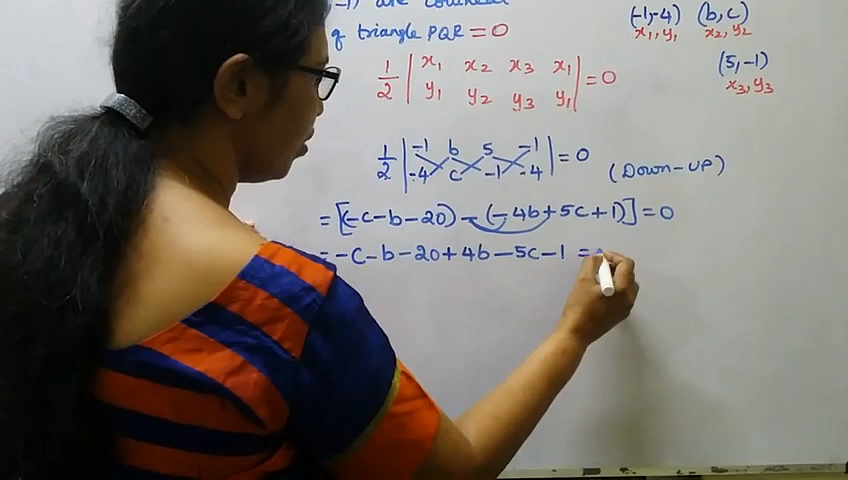 -1) are collinear
of triangle PQR = 0
1/2 | x₁ x₂ x₃ x₁ | = 0
| y₁ y₂ y₃ y₁ |
1/2 | -1 b 5 -1 | = 0
| -4 c -1 -4 | (Down-UP)
= [(-c-b-20) - (-4b+5c+1)] = 0
= -c-b-20+4b-5c-1 =
(-1,-4) (b,c)
x₁,y₁ x₂,y₂
(5,-1)
x₃,y₃